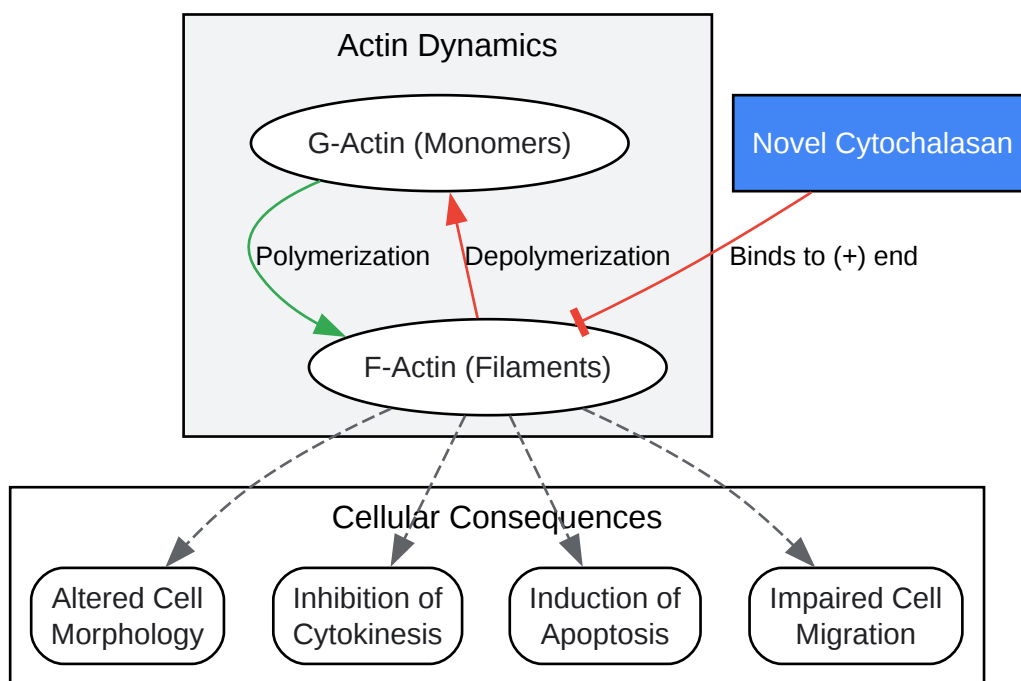 Actin Dynamics
G-Actin (Monomers)
Novel Cytochalasan
Polymerization
Depolymerization
Binds to (+) end
F-Actin (Filaments)
Cellular Consequences
Altered Cell
Morphology
Inhibition of
Cytokinesis
Induction of
Apoptosis
Impaired Cell
Migration